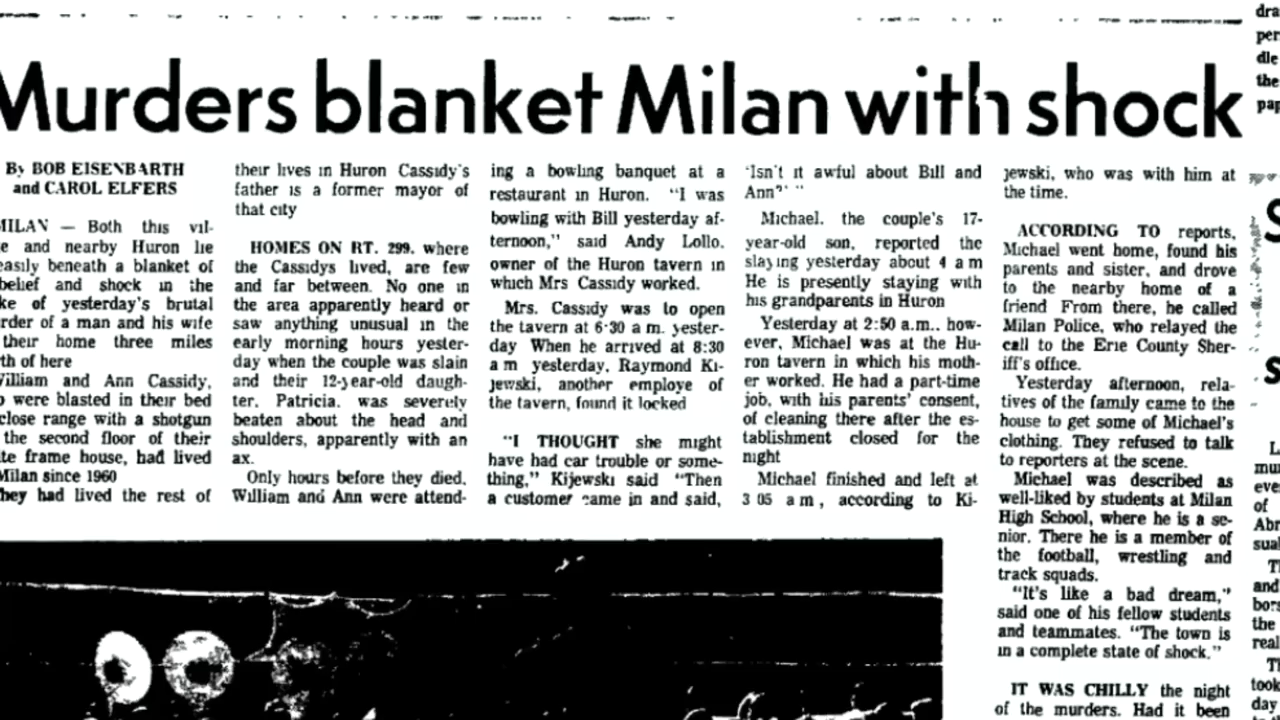 Murders blanket Milan with shock
By BOB EISENBARTH
and CAROL ELFERS
MILAN — Both this vil-
e and nearby Huron lie
easily beneath a blanket of
belief and shock in the
ke of yesterday's brutal
rder of a man and his wife
their home three miles
th of here
William and Ann Cassidy,
o were blasted in their bed
close range with a shotgun
the second floor of their
te frame house, had lived
Milan since 1960
They had lived the rest of
their lives in Huron Cassidy's
father is a former mayor of
that city
HOMES ON RT. 299, where
the Cassidys lived, are few
and far between. No one in
the area apparently heard or
saw anything unusual in the
early morning hours yester-
day when the couple was slain
and their 12-year-old daugh-
ter, Patricia, was severely
beaten about the head and
shoulders, apparently with an
ax.
Only hours before they died,
William and Ann were attend-
ing a bowling banquet at a
restaurant in Huron. "I was
bowling with Bill yesterday af-
ternoon," said Andy Lollo,
owner of the Huron tavern in
which Mrs Cassidy worked.
Mrs. Cassidy was to open
the tavern at 6:30 a m. yester-
day When he arrived at 8:30
a m yesterday, Raymond Ki-
jewski, another employe of
the tavern, found it locked
"I THOUGHT she might
have had car trouble or some-
thing," Kijewski said "Then
a customer came in and said,
'Isn't it awful about Bill and
Ann?' "
Michael, the couple's 17-
year-old son, reported the
slaying yesterday about 4 a m
He is presently staying with
his grandparents in Huron
Yesterday at 2:50 a.m., how-
ever, Michael was at the Hu-
ron tavern in which his moth-
er worked. He had a part-time
job, with his parents' consent,
of cleaning there after the es-
tablishment closed for the
night
Michael finished and left at
3 05 a m, according to Ki-
jewski, who was with him at
the time.
ACCORDING TO reports,
Michael went home, found his
parents and sister, and drove
to the nearby home of a
friend From there, he called
Milan Police, who relayed the
call to the Erie County Sher-
iff's office.
Yesterday afternoon, rela-
tives of the family came to the
house to get some of Michael's
clothing. They refused to talk
to reporters at the scene.
Michael was described as
well-liked by students at Milan
High School, where he is a se-
nior. There he is a member of
the football, wrestling and
track squads.
"It's like a bad dream,"
said one of his fellow students
and teammates. "The town is
in a complete state of shock."
IT WAS CHILLY the night
of the murders. Had it been
dra
per
dle
the
pap
S
s
L
mu
eve
of
Abr
sual
Th
and
bors
the
real
Th
took
day